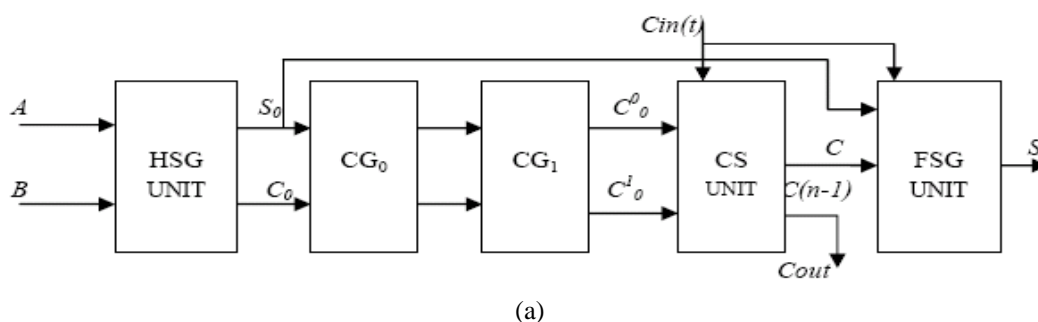 Cin(t)
A
S₀
C⁰₀
HSG
UNIT
CG₀
CG₁
CS
UNIT
C
FSG
UNIT
S
B
C₀
C¹₀
C(n-1)
Cout
(a)